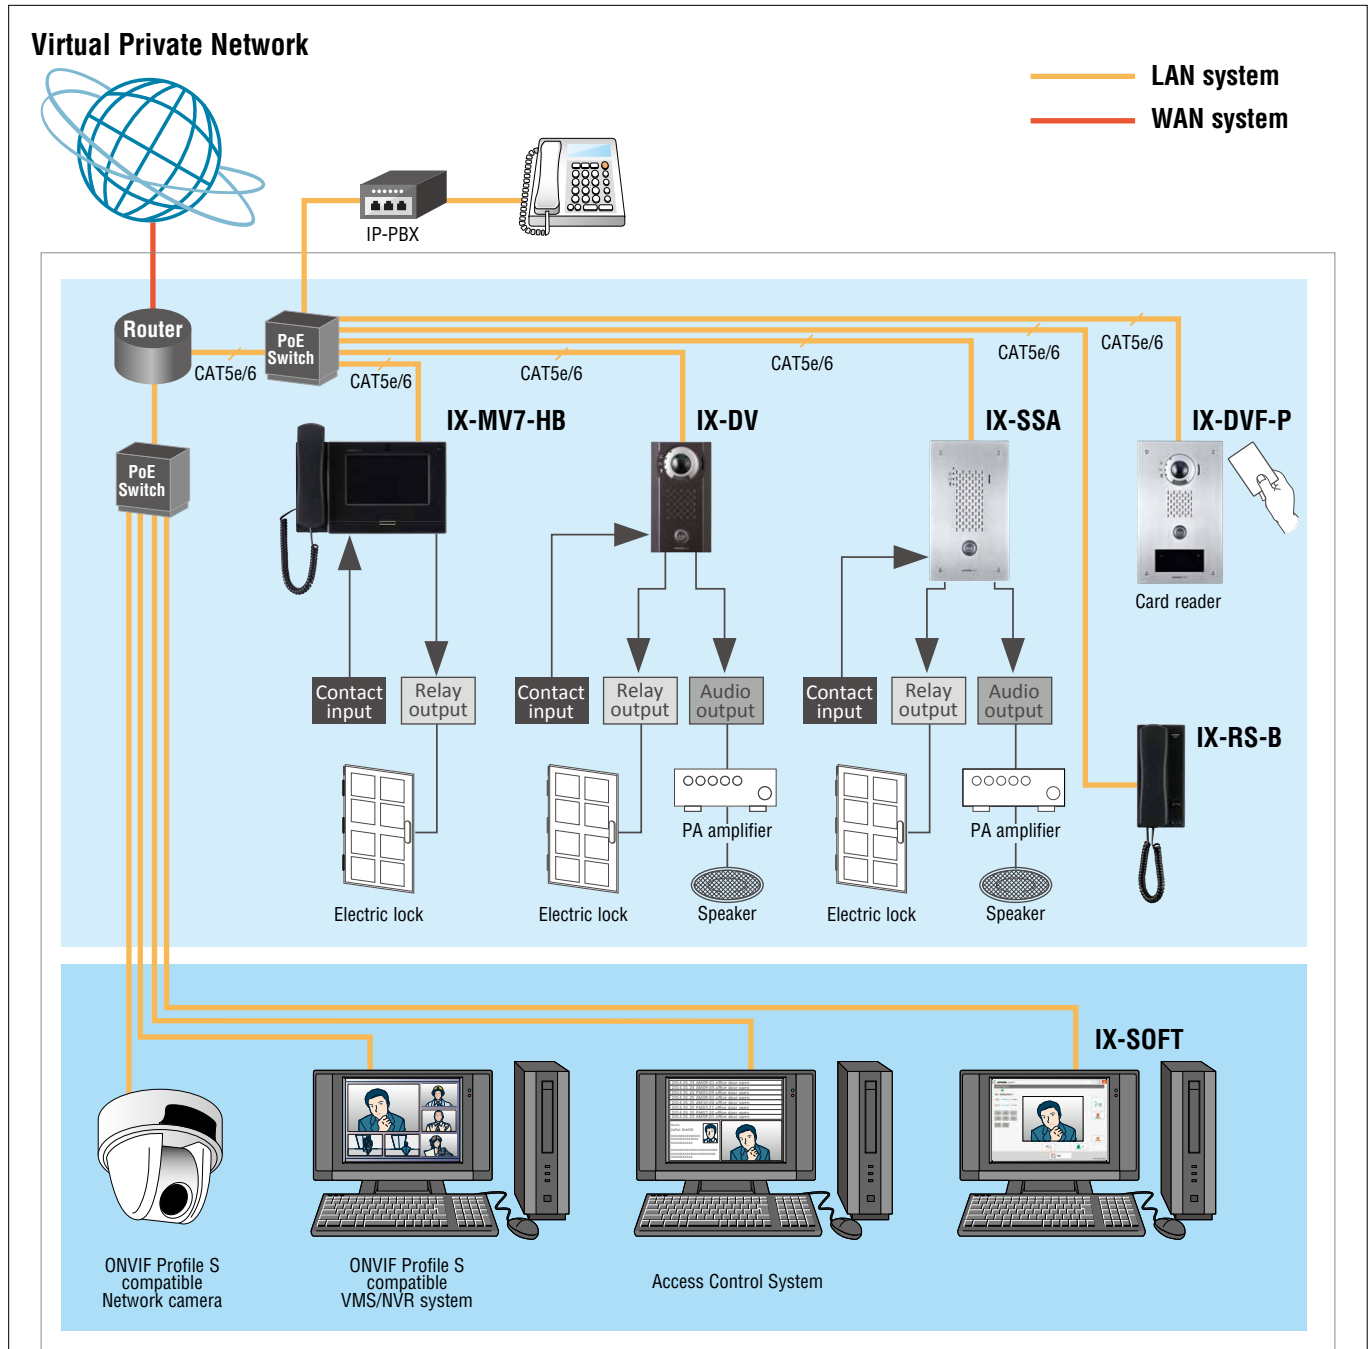 Virtual Private Network
LAN system
WAN system
IP-PBX
Router
PoE
Switch
CAT5e/6
CAT5e/6
CAT5e/6
CAT5e/6
CAT5e/6
CAT5e/6
PoE
Switch
IX-MV7-HB
IX-DV
IX-SSA
IX-DVF-P
Card reader
Contact
input
Relay
output
Contact
input
Relay
output
Audio
output
Contact
input
Relay
output
Audio
output
IX-RS-B
PA amplifier
PA amplifier
Electric lock
Electric lock
Speaker
Electric lock
Speaker
IX-SOFT
ONVIF Profile S
compatible
Network camera
ONVIF Profile S
compatible
VMS/NVR system
Access Control System